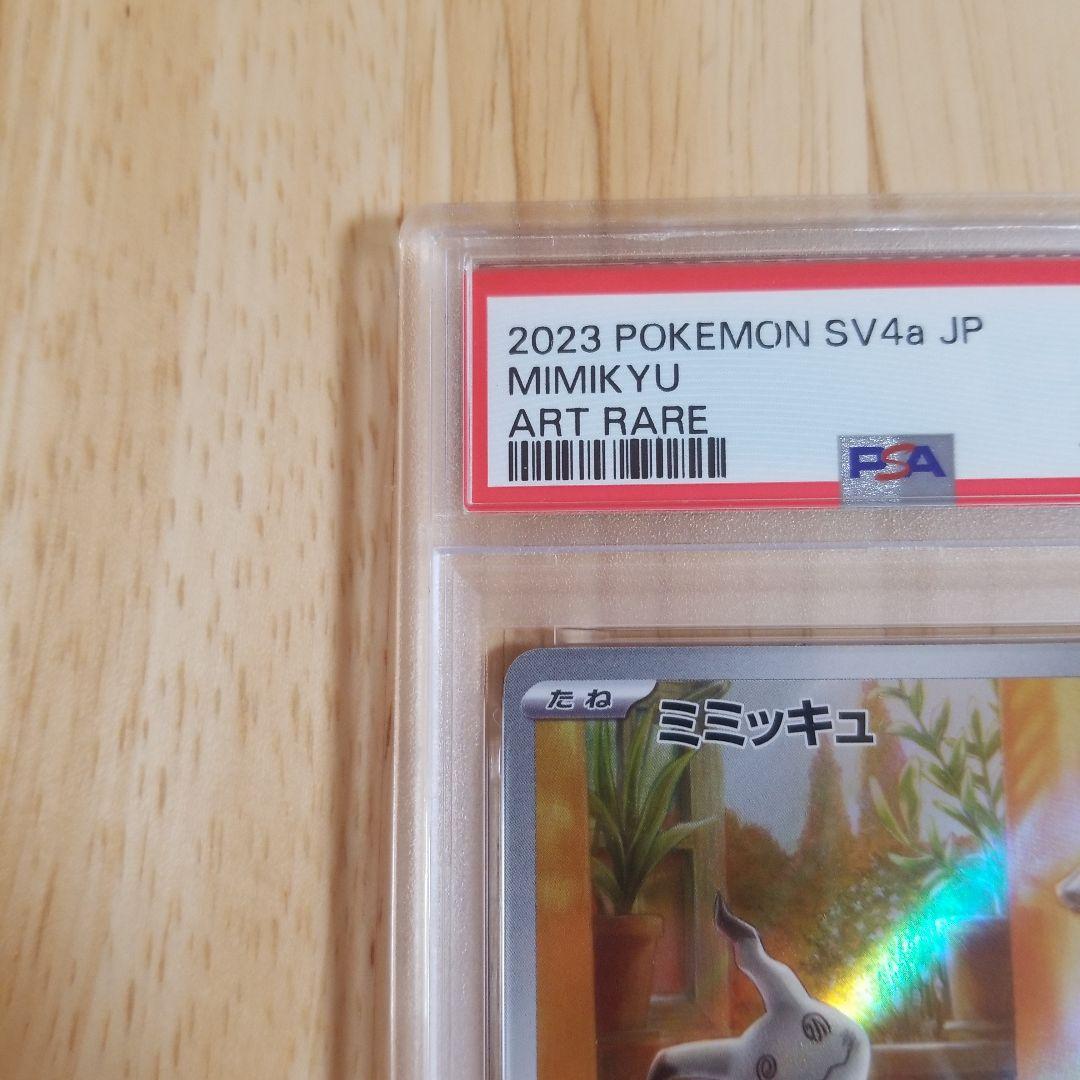 2023 POKEMON SV4a JP
MIMIKYU
ART RARE
PSA
たね
ミミッキュ